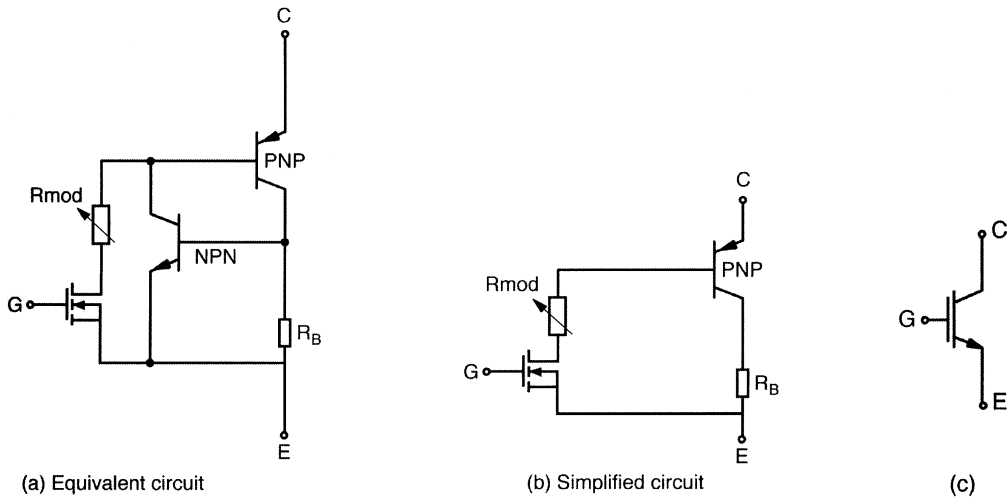 C
PNP
Rmod
NPN
G
R_B
E
(a) Equivalent circuit
C
PNP
Rmod
G
R_B
E
(b) Simplified circuit
C
G
E
(c)